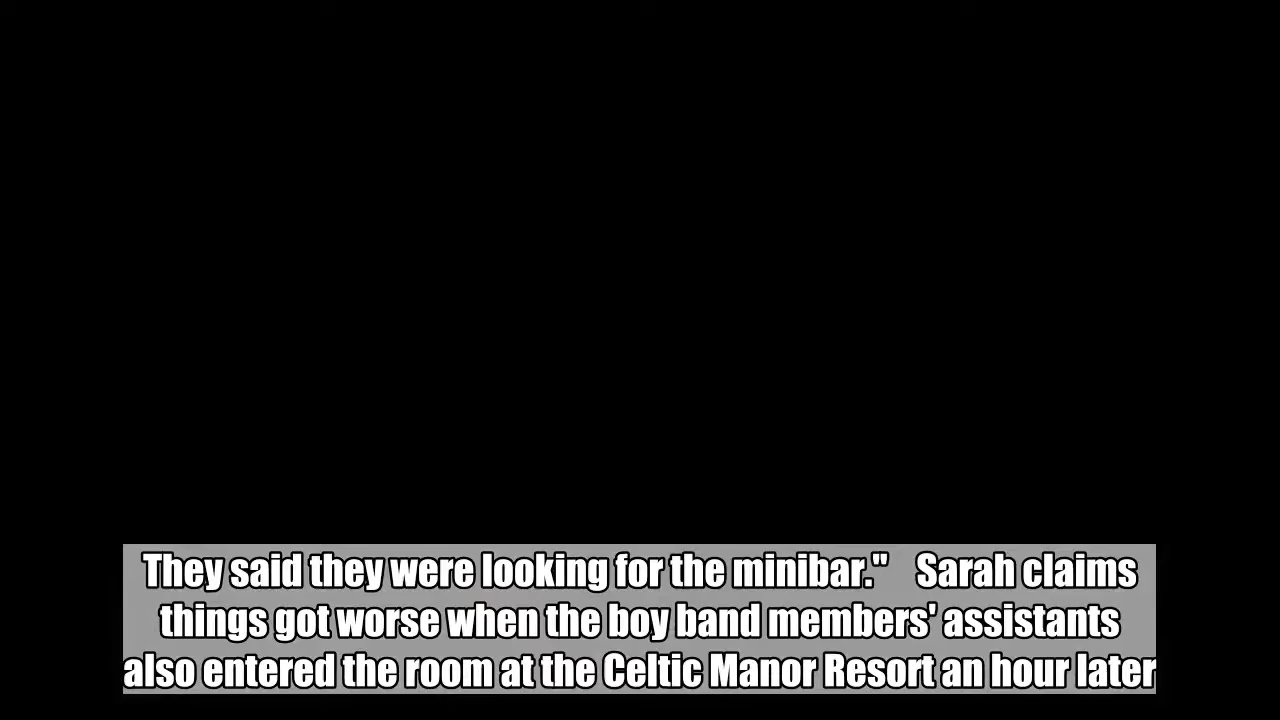 They said they were looking for the minibar."    Sarah claims
things got worse when the boy band members' assistants
also entered the room at the Celtic Manor Resort an hour later